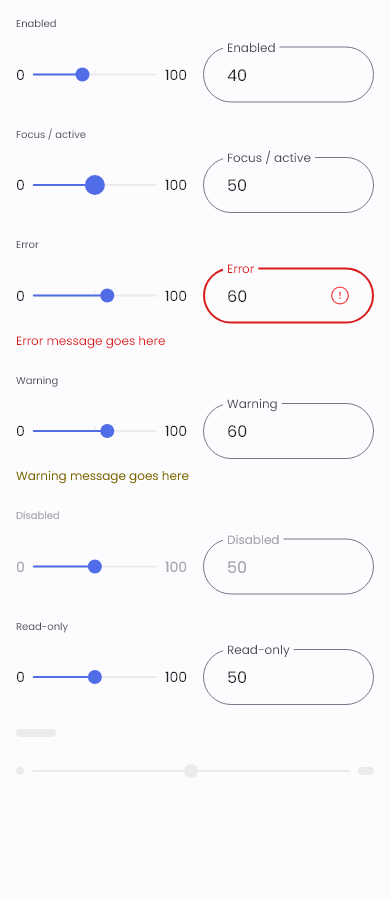 Enabled
Enabled
0 100 40
Focus / active
Focus / active
0 100 50
Error
Error
0 100 60
Error message goes here
Warning
Warning
0 100 60
Warning message goes here
Disabled
Disabled
0 100 50
Read-only
Read-only
0 100 50